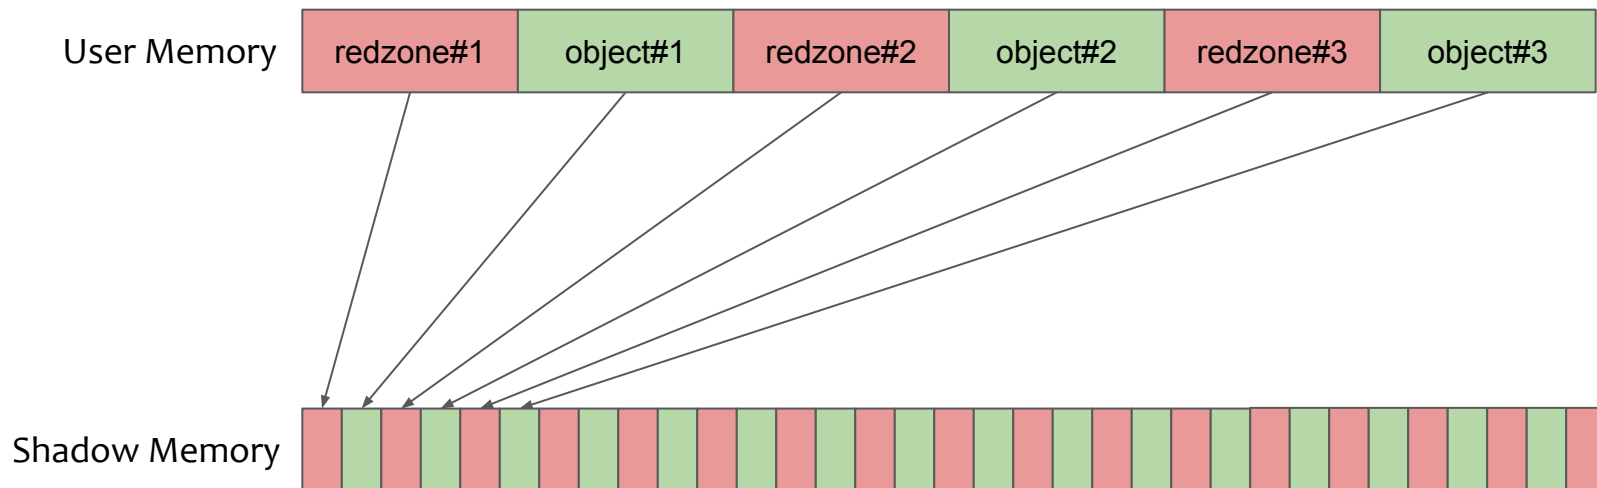 User Memory
redzone#1 object#1 redzone#2 object#2 redzone#3 object#3
Shadow Memory